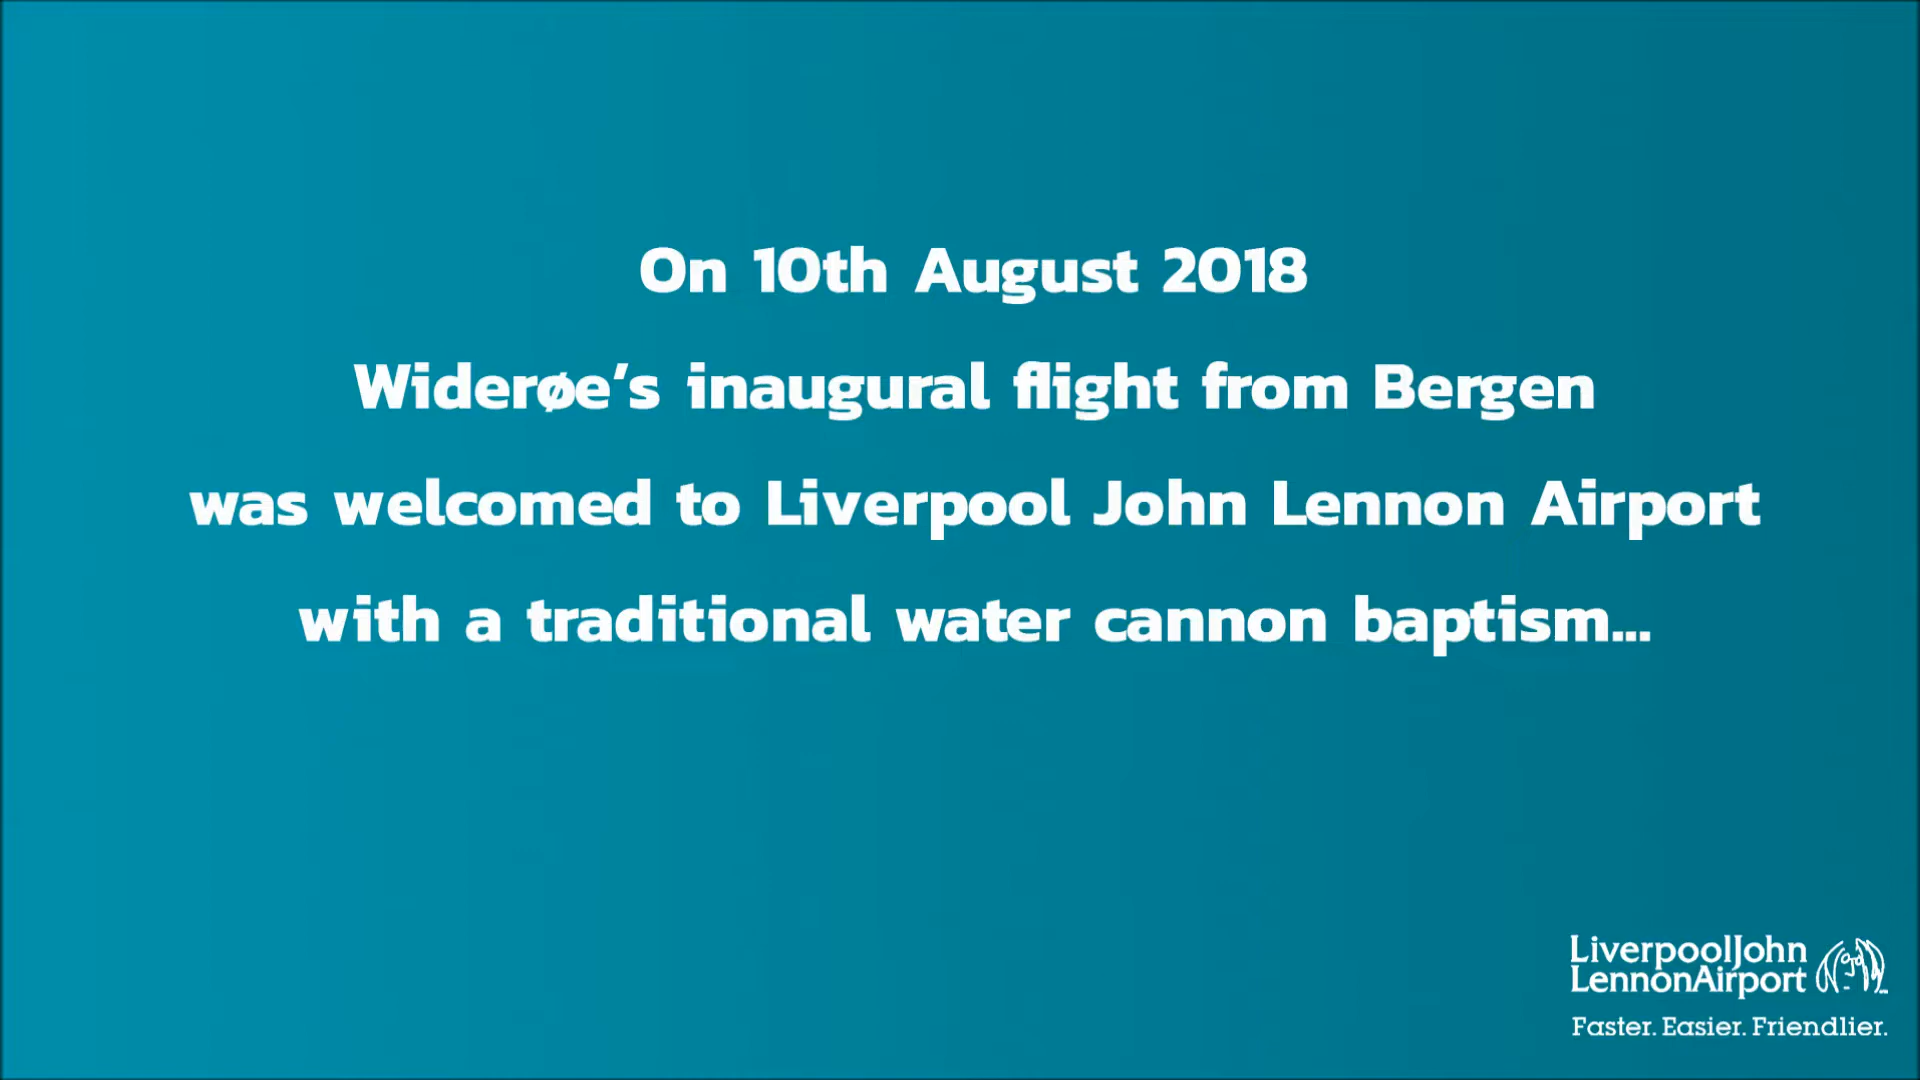 On 10th August 2018
Widerøe’s inaugural flight from Bergen
was welcomed to Liverpool John Lennon Airport
with a traditional water cannon baptism...
LiverpoolJohn
LennonAirport
Faster. Easier. Friendlier.